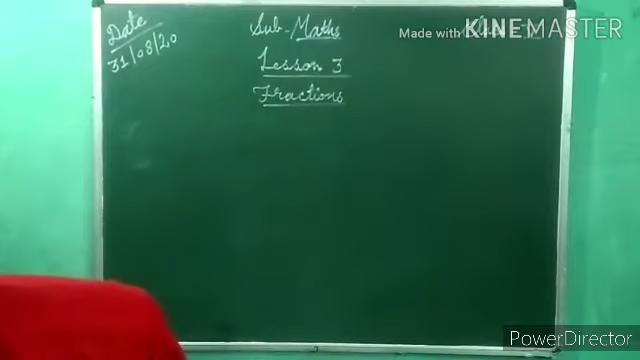 Date
31/08/20
Sub-Maths
Lesson 3
Fractions
Made with KINEMASTER
PowerDirector